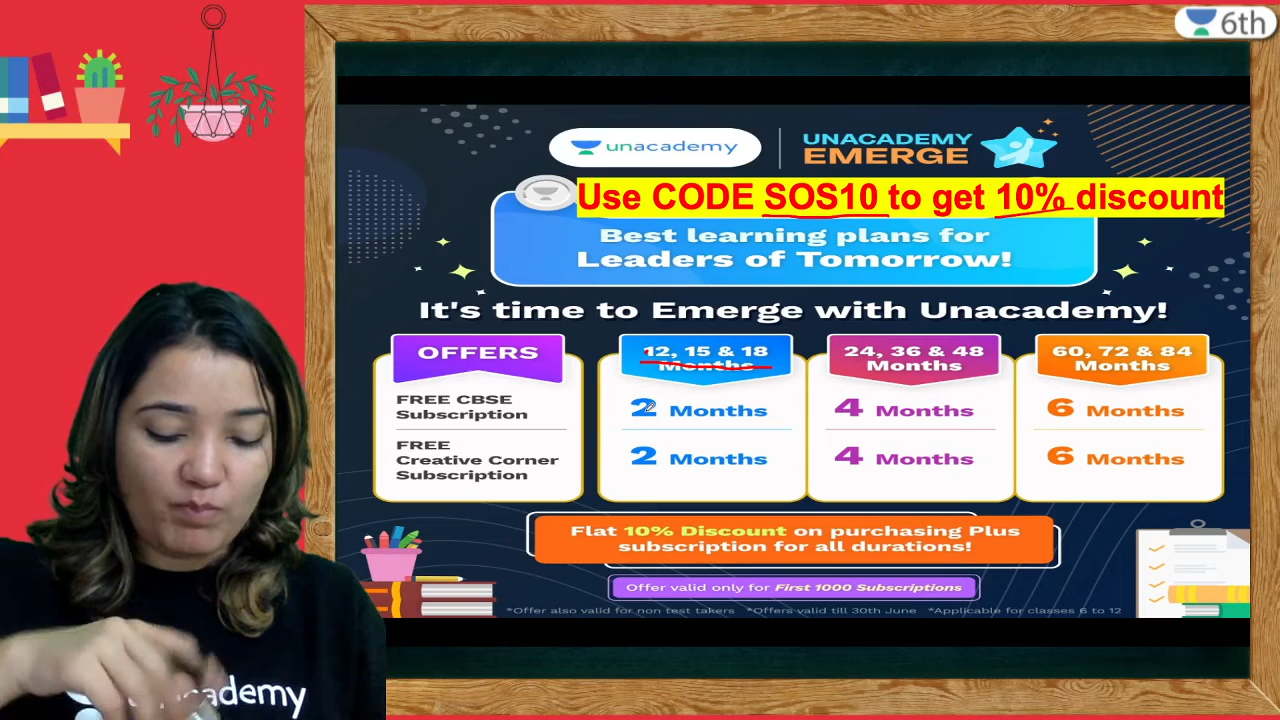 6th
unacademy
UNACADEMY
EMERGE
Use CODE SOS10 to get 10% discount
Best learning plans for
Leaders of Tomorrow!
It's time to Emerge with Unacademy!
OFFERS
12, 15 & 18
Months
24, 36 & 48
Months
60, 72 & 84
Months
FREE CBSE
Subscription
2 Months
4 Months
6 Months
FREE
Creative Corner
Subscription
2 Months
4 Months
6 Months
Flat 10% Discount on purchasing Plus
subscription for all durations!
Offer valid only for First 1000 Subscriptions
*Offer also valid for non test takers *Offers valid till 30th June *Applicable for classes 6 to 12